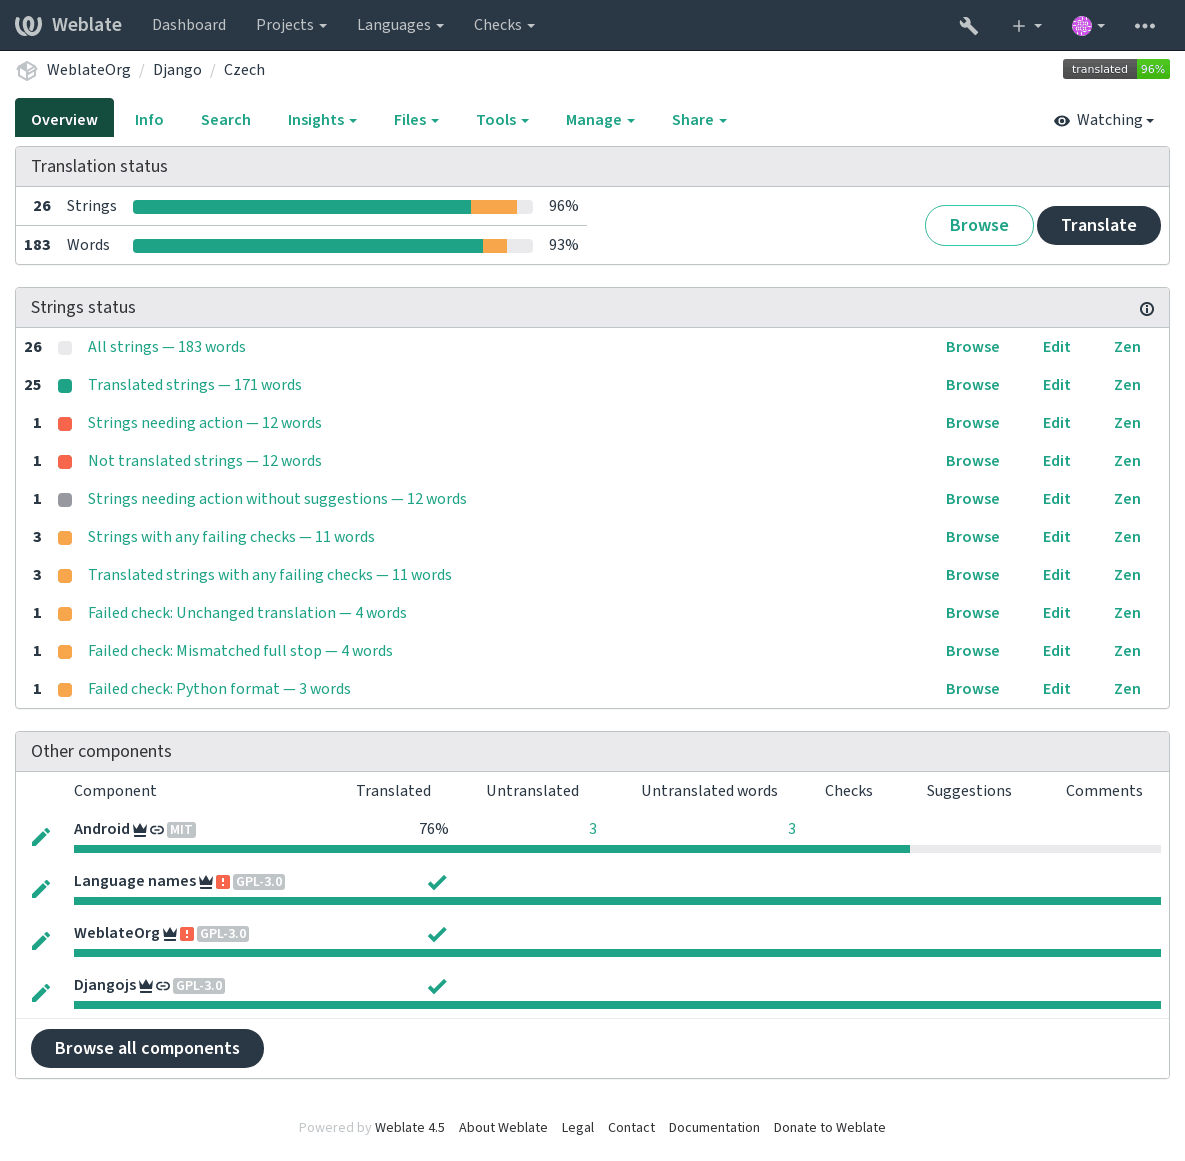 Weblate Dashboard Projects Languages Checks
WeblateOrg / Django / Czech translated 96%
Overview Info Search Insights Files Tools Manage Share Watching
Translation status
26 Strings 96%
183 Words 93%
Browse Translate
Strings status
26 All strings — 183 words Browse Edit Zen
25 Translated strings — 171 words Browse Edit Zen
1 Strings needing action — 12 words Browse Edit Zen
1 Not translated strings — 12 words Browse Edit Zen
1 Strings needing action without suggestions — 12 words Browse Edit Zen
3 Strings with any failing checks — 11 words Browse Edit Zen
3 Translated strings with any failing checks — 11 words Browse Edit Zen
1 Failed check: Unchanged translation — 4 words Browse Edit Zen
1 Failed check: Mismatched full stop — 4 words Browse Edit Zen
1 Failed check: Python format — 3 words Browse Edit Zen
Other components
Component Translated Untranslated Untranslated words Checks Suggestions Comments
Android MIT 76% 3 3
Language names GPL-3.0
WeblateOrg GPL-3.0
Djangojs GPL-3.0
Browse all components
Powered by Weblate 4.5 About Weblate Legal Contact Documentation Donate to Weblate